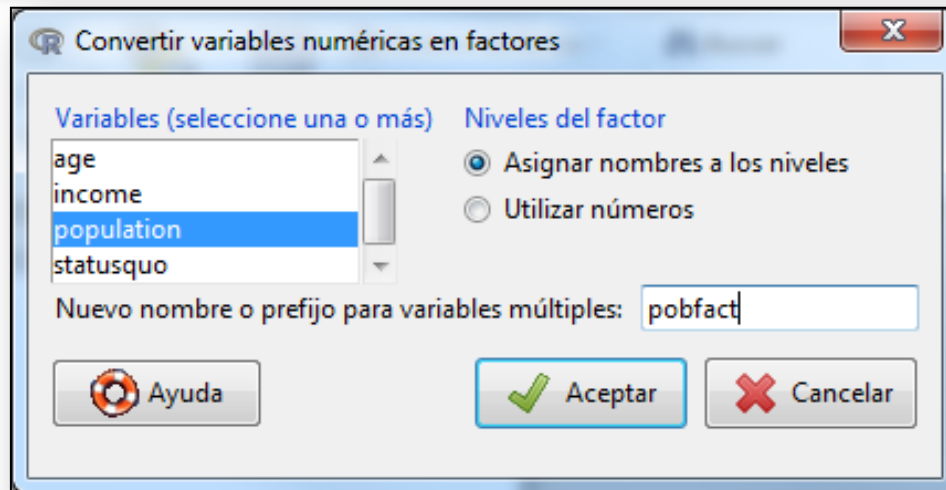 Convertir variables numéricas en factores
Variables (seleccione una o más)
age
income
population
statusquo
Niveles del factor
Asignar nombres a los niveles
Utilizar números
Nuevo nombre o prefijo para variables múltiples: pobfact
Ayuda
Aceptar
Cancelar